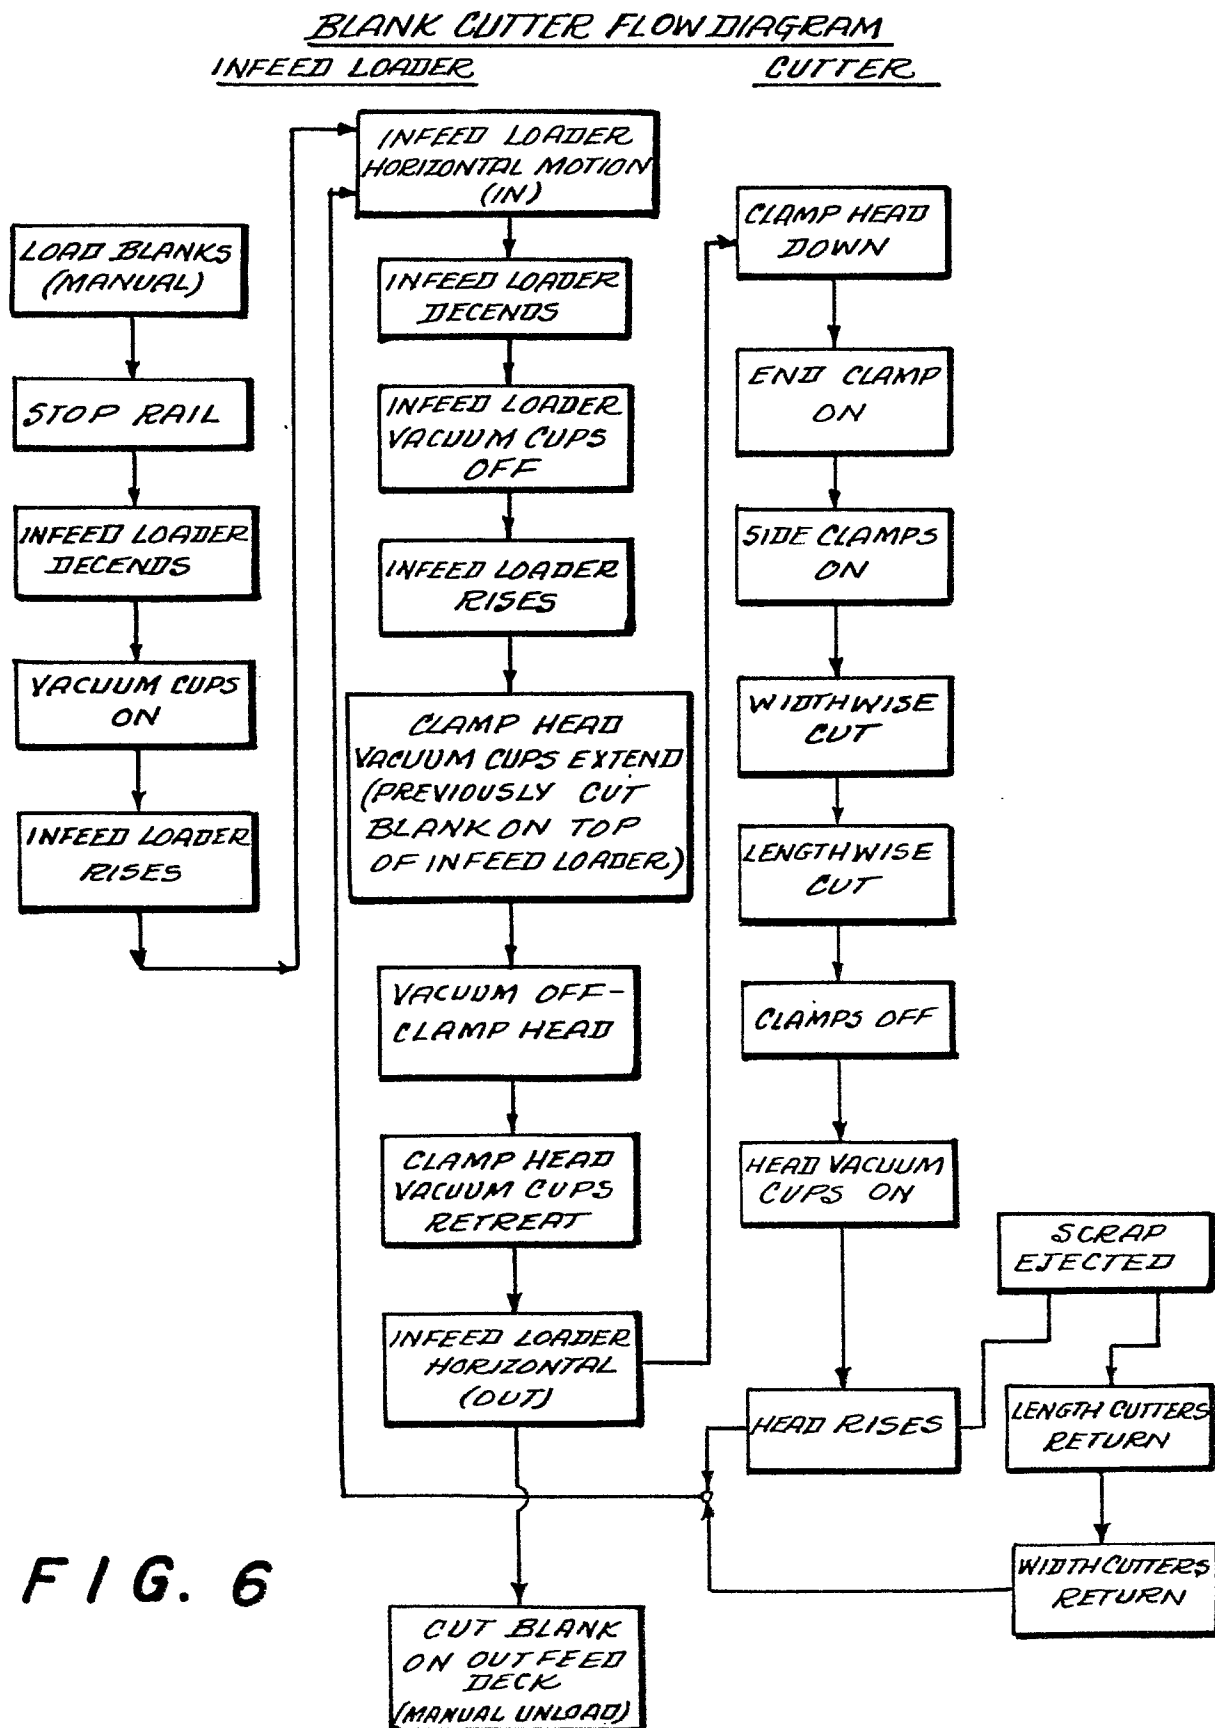 BLANK CUTTER FLOW DIAGRAM
INFEED LOADER
CUTTER
LOAD BLANKS
(MANUAL)
STOP RAIL
INFEED LOADER
DECENDS
VACUUM CUPS
ON
INFEED LOADER
RISES
INFEED LOADER
HORIZONTAL MOTION
(IN)
INFEED LOADER
DECENDS
INFEED LOADER
VACUUM CUPS
OFF
INFEED LOADER
RISES
CLAMP HEAD
VACUUM CUPS EXTEND
(PREVIOUSLY CUT
BLANK ON TOP
OF INFEED LOADER)
VACUUM OFF-
CLAMP HEAD
CLAMP HEAD
VACUUM CUPS
RETREAT
INFEED LOADER
HORIZONTAL
(OUT)
CUT BLANK
ON OUTFEED
DECK
(MANUAL UNLOAD)
CLAMP HEAD
DOWN
END CLAMP
ON
SIDE CLAMPS
ON
WIDTHWISE
CUT
LENGTHWISE
CUT
CLAMPS OFF
HEAD VACUUM
CUPS ON
HEAD RISES
SCRAP
EJECTED
LENGTH CUTTERS
RETURN
WIDTH CUTTERS
RETURN
FIG. 6